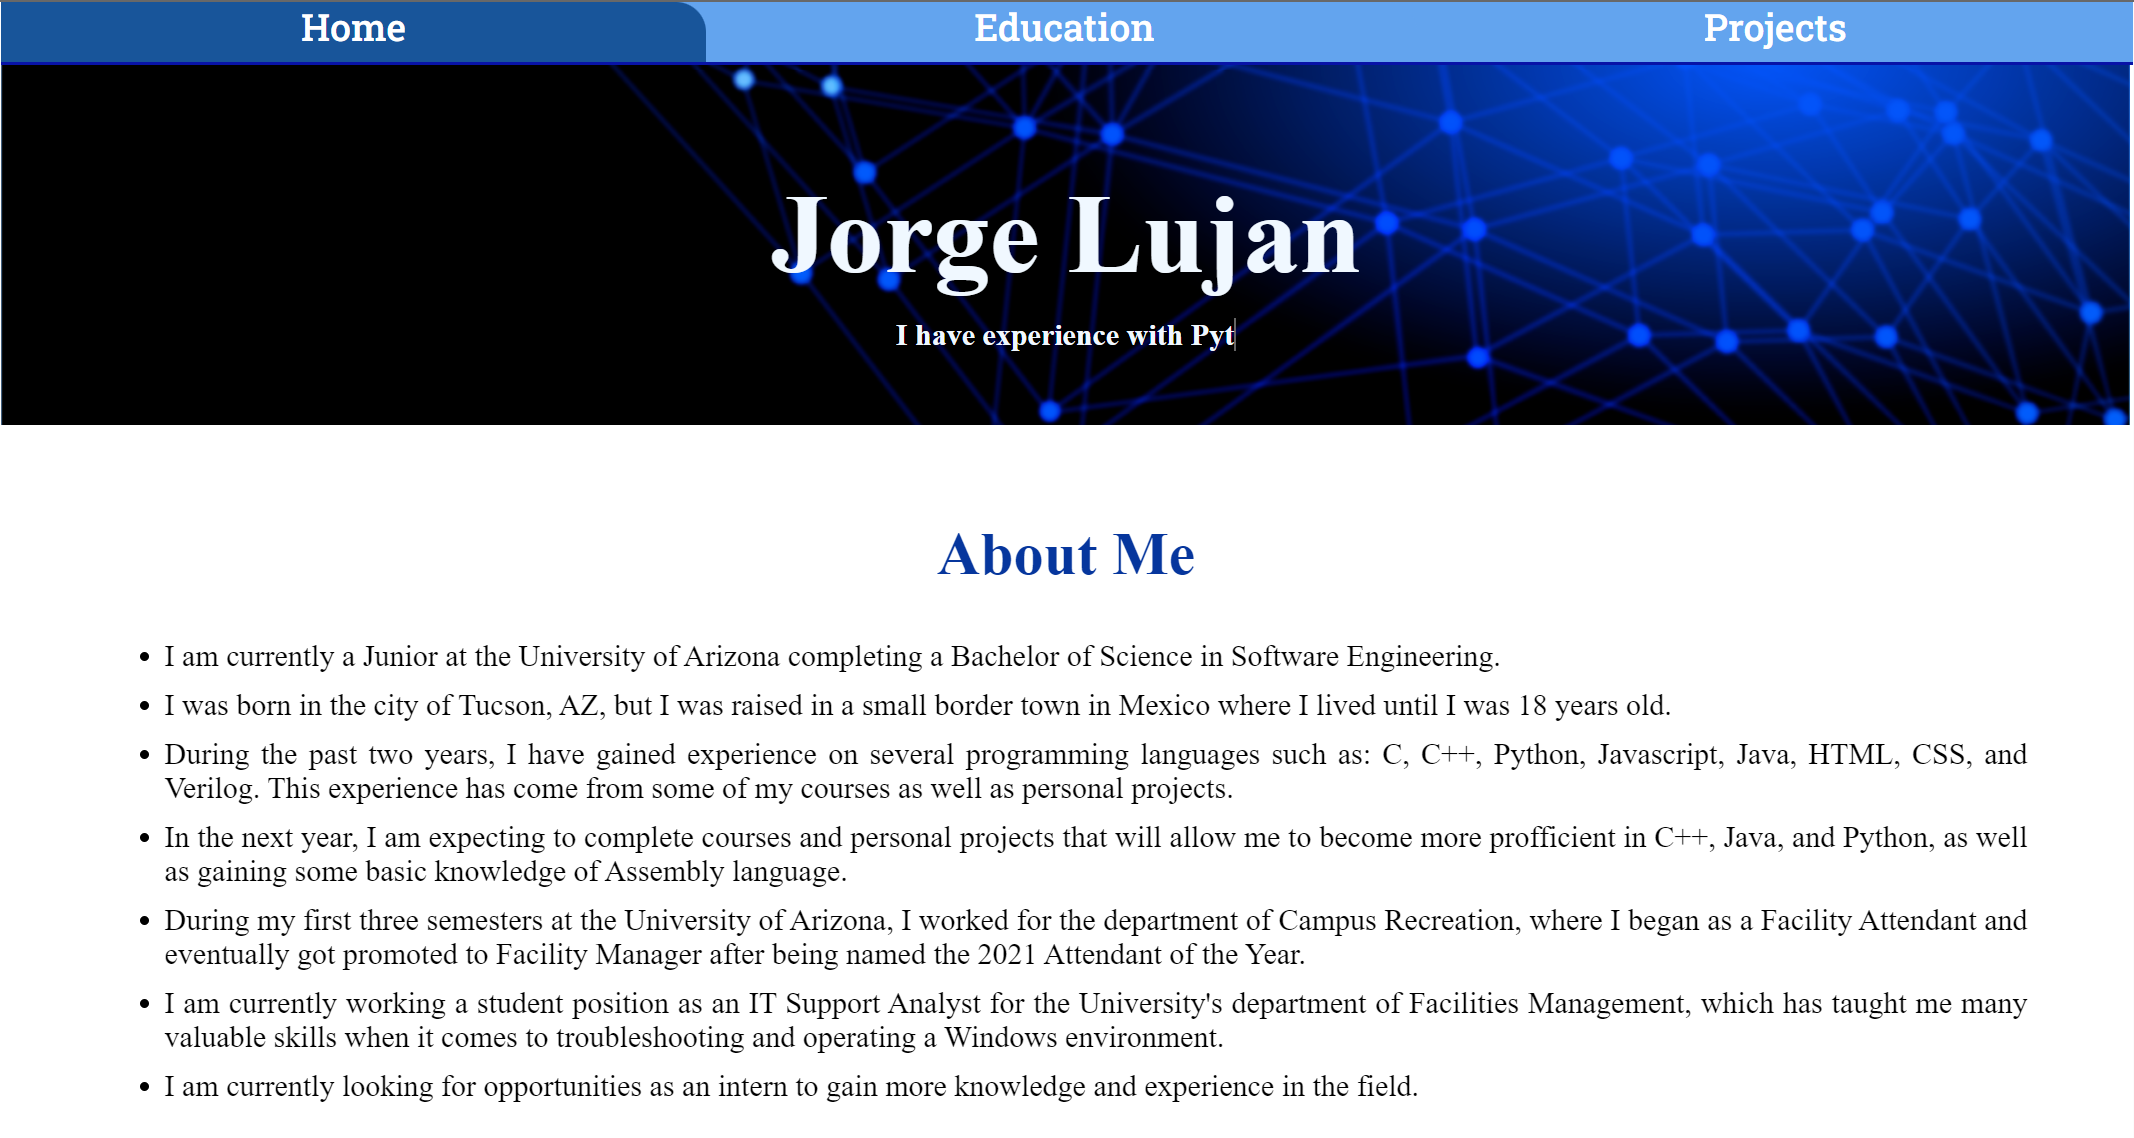 Home Education Projects
Jorge Lujan
I have experience with Pyt
About Me
• I am currently a Junior at the University of Arizona completing a Bachelor of Science in Software Engineering.
• I was born in the city of Tucson, AZ, but I was raised in a small border town in Mexico where I lived until I was 18 years old.
• During the past two years, I have gained experience on several programming languages such as: C, C++, Python, Javascript, Java, HTML, CSS, and
Verilog. This experience has come from some of my courses as well as personal projects.
• In the next year, I am expecting to complete courses and personal projects that will allow me to become more profficient in C++, Java, and Python, as well
as gaining some basic knowledge of Assembly language.
• During my first three semesters at the University of Arizona, I worked for the department of Campus Recreation, where I began as a Facility Attendant and
eventually got promoted to Facility Manager after being named the 2021 Attendant of the Year.
• I am currently working a student position as an IT Support Analyst for the University's department of Facilities Management, which has taught me many
valuable skills when it comes to troubleshooting and operating a Windows environment.
• I am currently looking for opportunities as an intern to gain more knowledge and experience in the field.